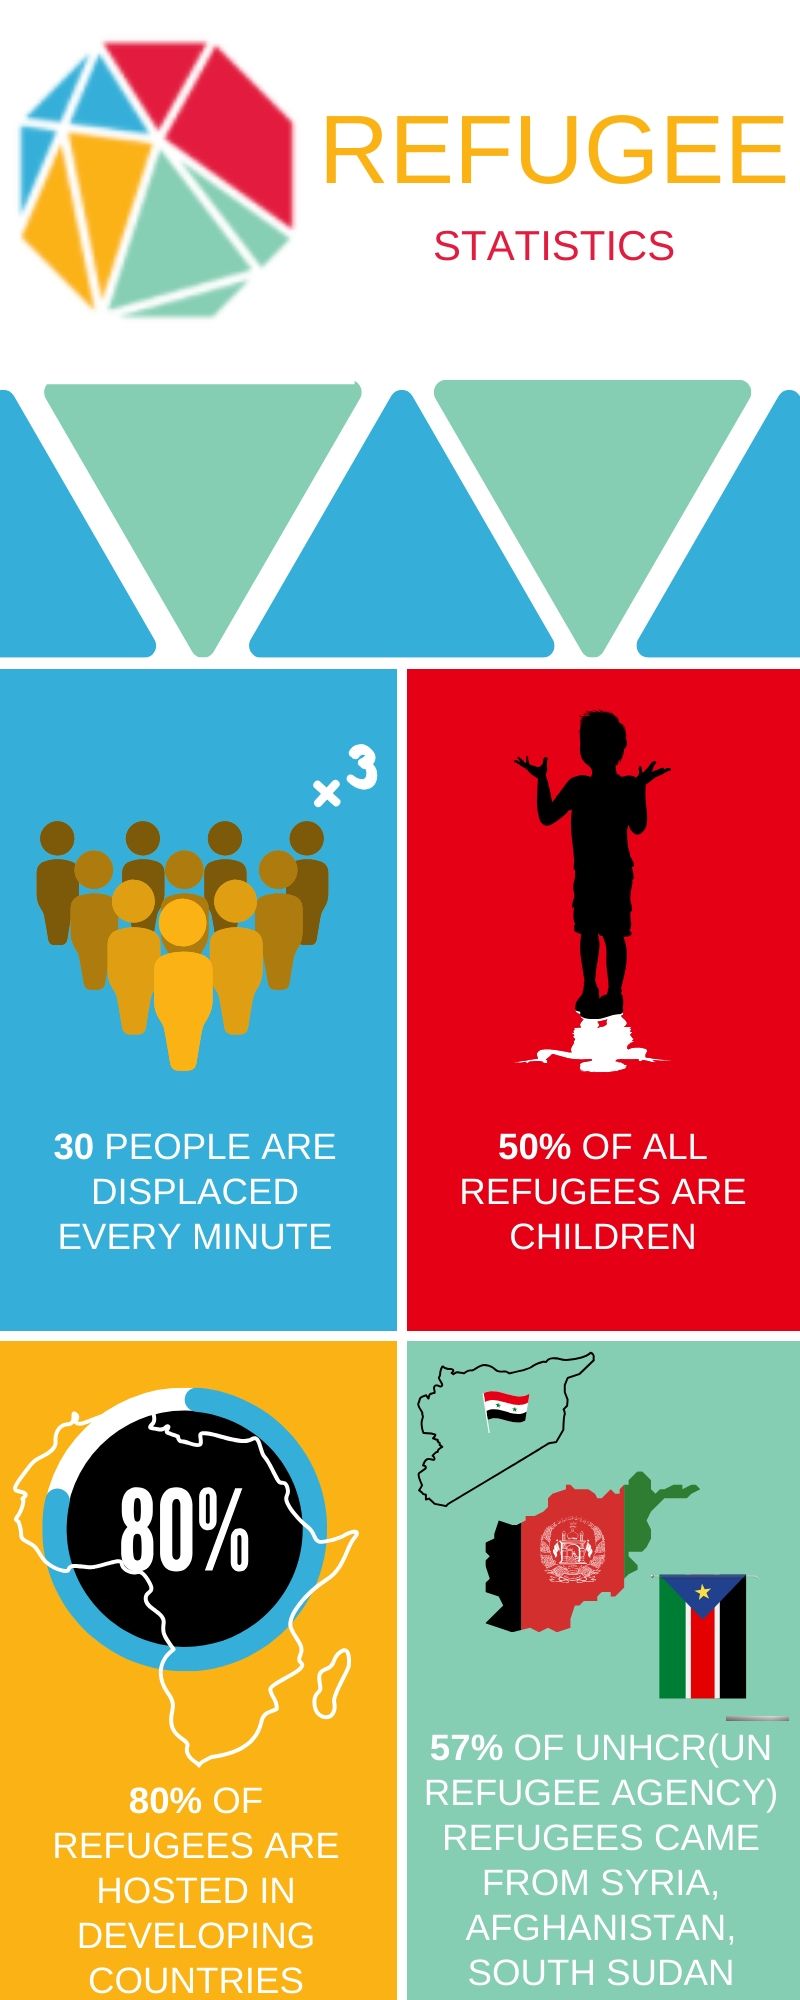 REFUGEE
STATISTICS
x3
30 PEOPLE ARE
DISPLACED
EVERY MINUTE
50% OF ALL
REFUGEES ARE
CHILDREN
80%
80% OF
REFUGEES ARE
HOSTED IN
DEVELOPING
COUNTRIES
57% OF UNHCR(UN
REFUGEE AGENCY)
REFUGEES CAME
FROM SYRIA,
AFGHANISTAN,
SOUTH SUDAN